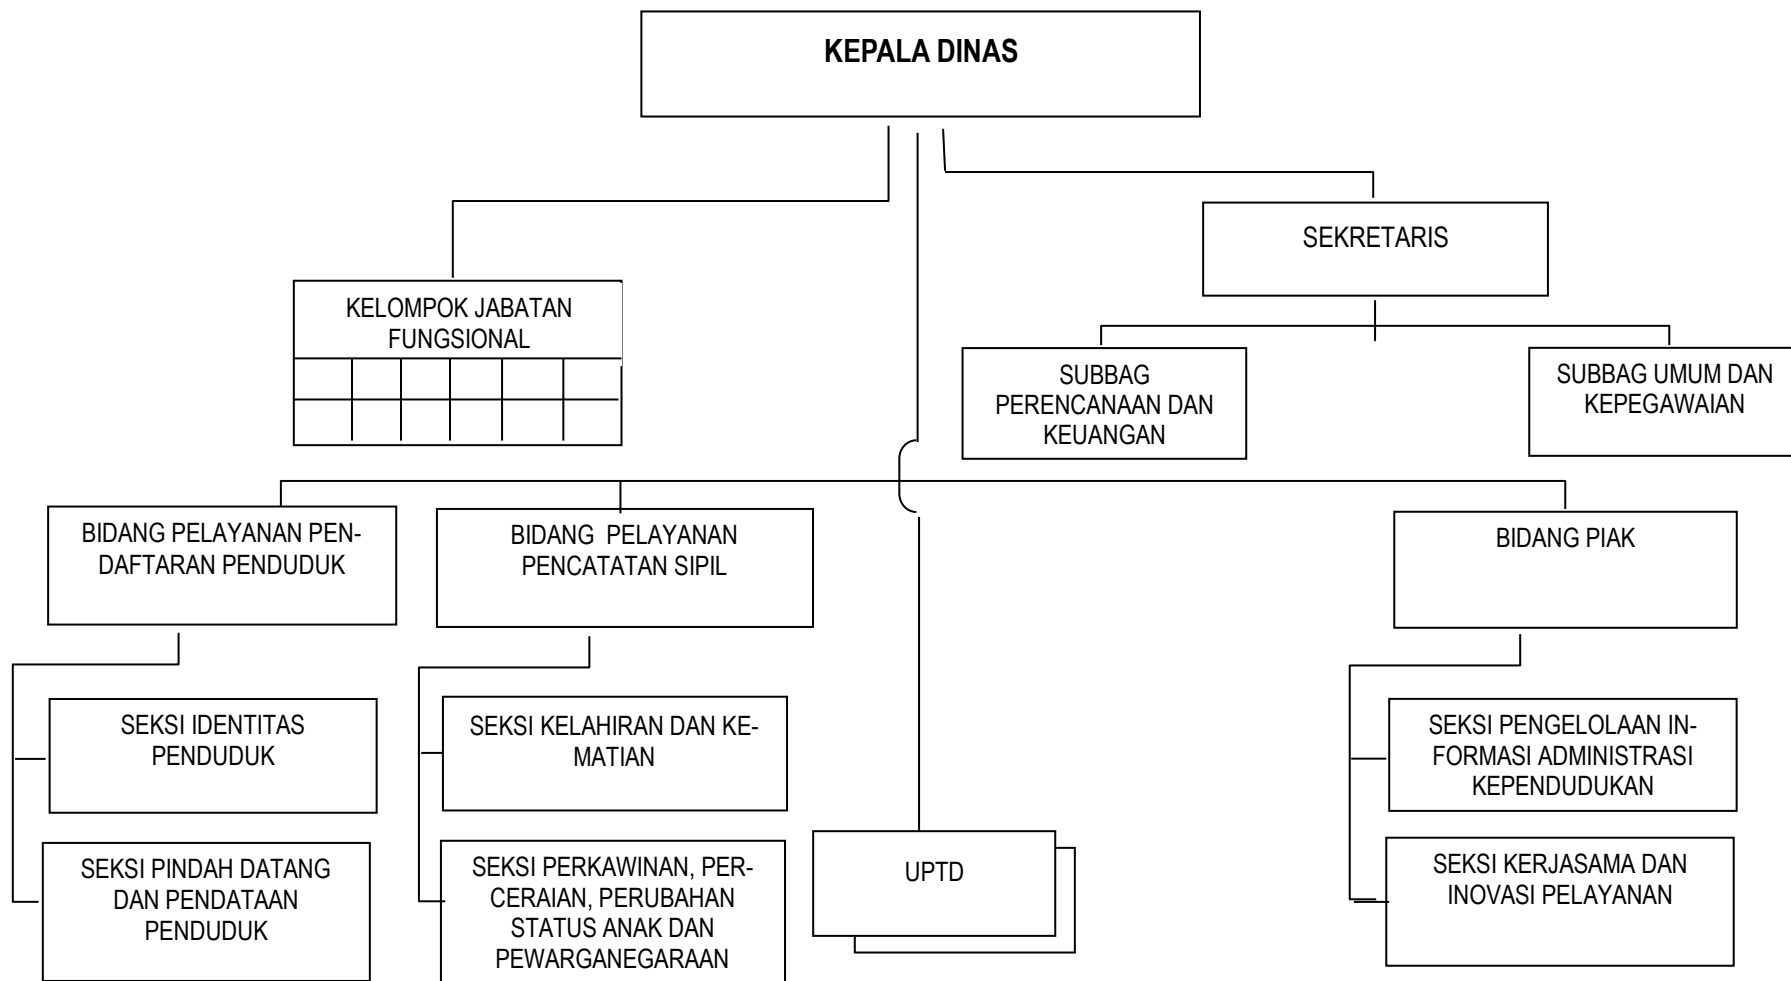 KEPALA DINAS
SEKRETARIS
KELOMPOK JABATAN
FUNGSIONAL
SUBBAG
PERENCANAAN DAN
KEUANGAN
SUBBAG UMUM DAN
KEPEGAWAIAN
BIDANG PELAYANAN PEN-
DAFTARAN PENDUDUK
BIDANG  PELAYANAN
PENCATATAN SIPIL
BIDANG PIAK
SEKSI IDENTITAS
PENDUDUK
SEKSI KELAHIRAN DAN KE-
MATIAN
SEKSI PENGELOLAAN IN-
FORMASI ADMINISTRASI
KEPENDUDUKAN
SEKSI PINDAH DATANG
DAN PENDATAAN
PENDUDUK
SEKSI PERKAWINAN, PER-
CERAIAN, PERUBAHAN
STATUS ANAK DAN
PEWARGANEGARAAN
UPTD
SEKSI KERJASAMA DAN
INOVASI PELAYANAN